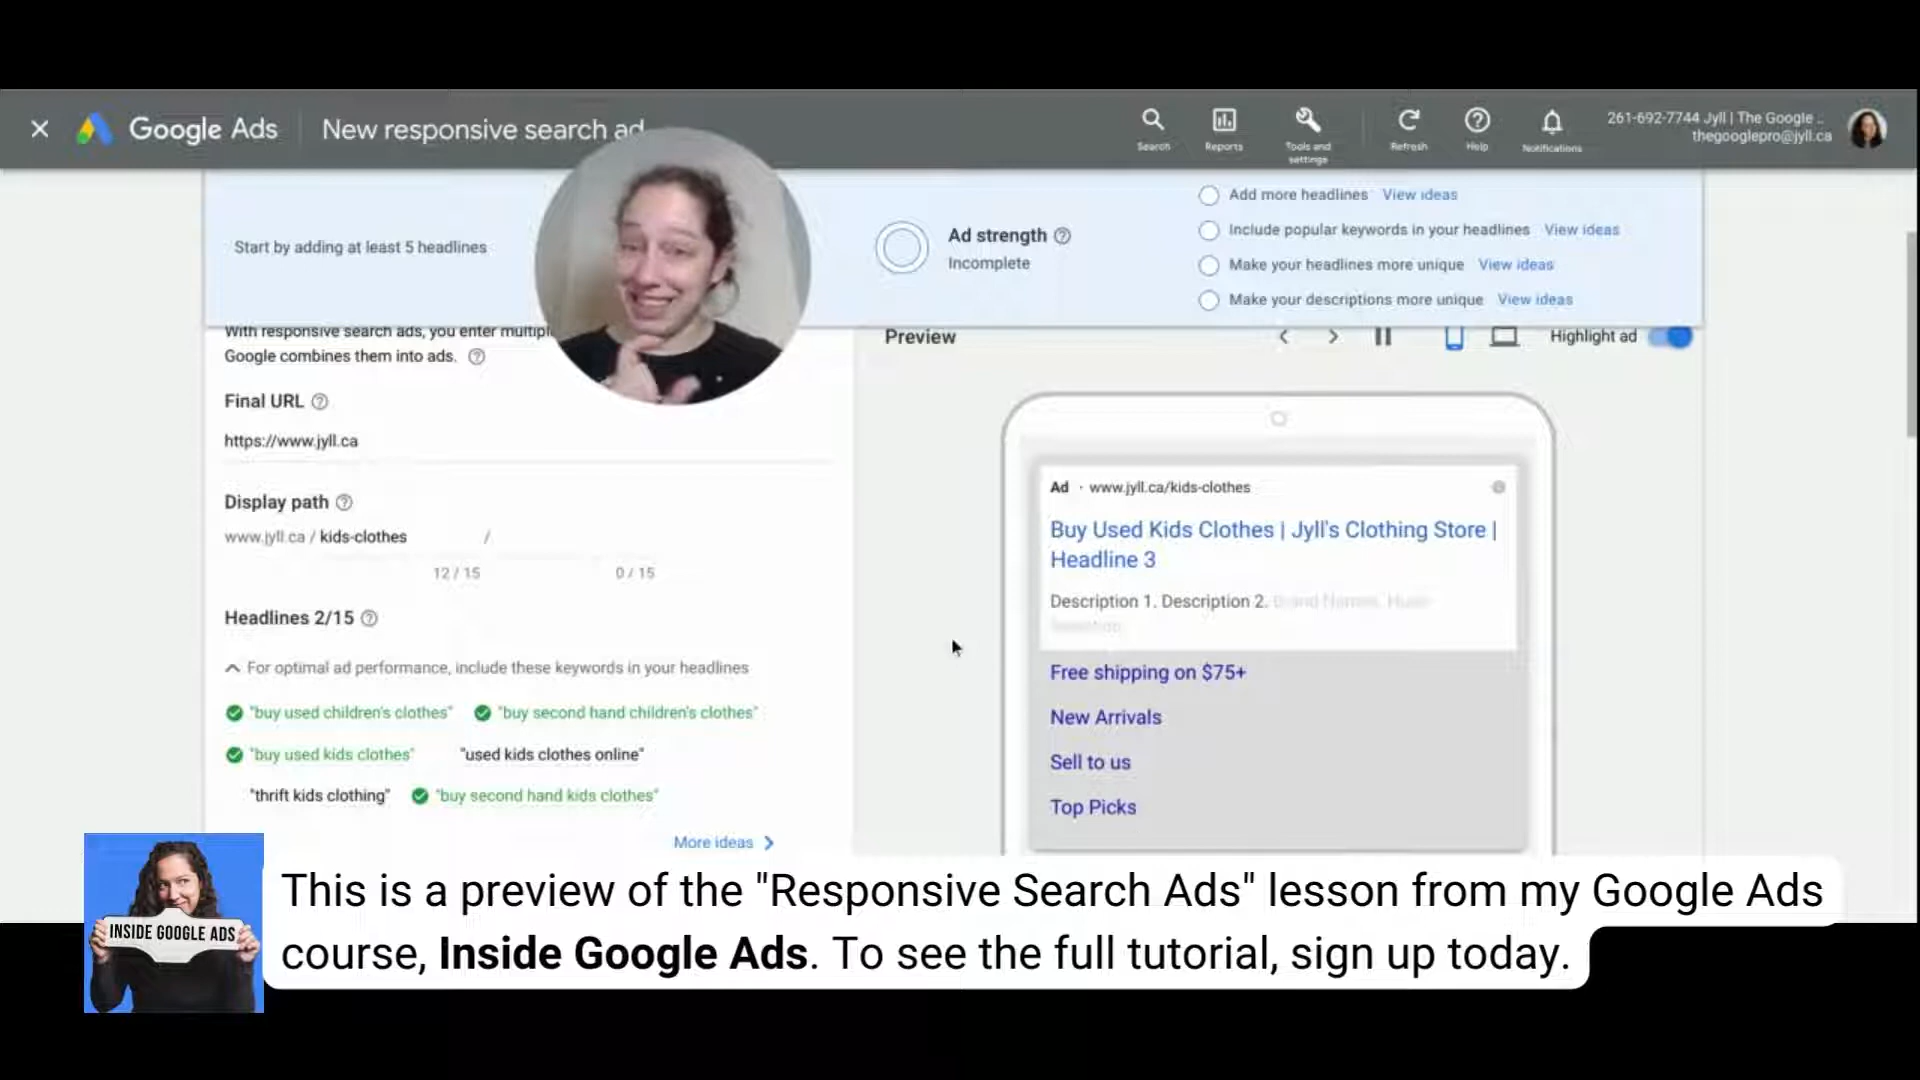 Google Ads
New responsive search ad
Search
Reports
Tools and
settings
Refresh
Help
Notifications
261-692-7744 Jyll | The Google ..
thegooglepro@jyll.ca
Start by adding at least 5 headlines
Ad strength
Incomplete
Add more headlines View ideas
Include popular keywords in your headlines View ideas
Make your headlines more unique View ideas
Make your descriptions more unique View ideas
With responsive search ads, you enter multipl
Google combines them into ads.
Final URL
https://www.jyll.ca
Display path
www.jyll.ca / kids-clothes /
12 / 15 0 / 15
Headlines 2/15
For optimal ad performance, include these keywords in your headlines
"buy used children's clothes" "buy second hand children's clothes"
"buy used kids clothes" "used kids clothes online"
"thrift kids clothing" "buy second hand kids clothes"
More ideas
Preview
Highlight ad
Ad · www.jyll.ca/kids-clothes
Buy Used Kids Clothes | Jyll's Clothing Store |
Headline 3
Description 1. Description 2. Brand Names. Huge
Selection
Free shipping on $75+
New Arrivals
Sell to us
Top Picks
INSIDE GOOGLE ADS
This is a preview of the "Responsive Search Ads" lesson from my Google Ads
course, Inside Google Ads. To see the full tutorial, sign up today.